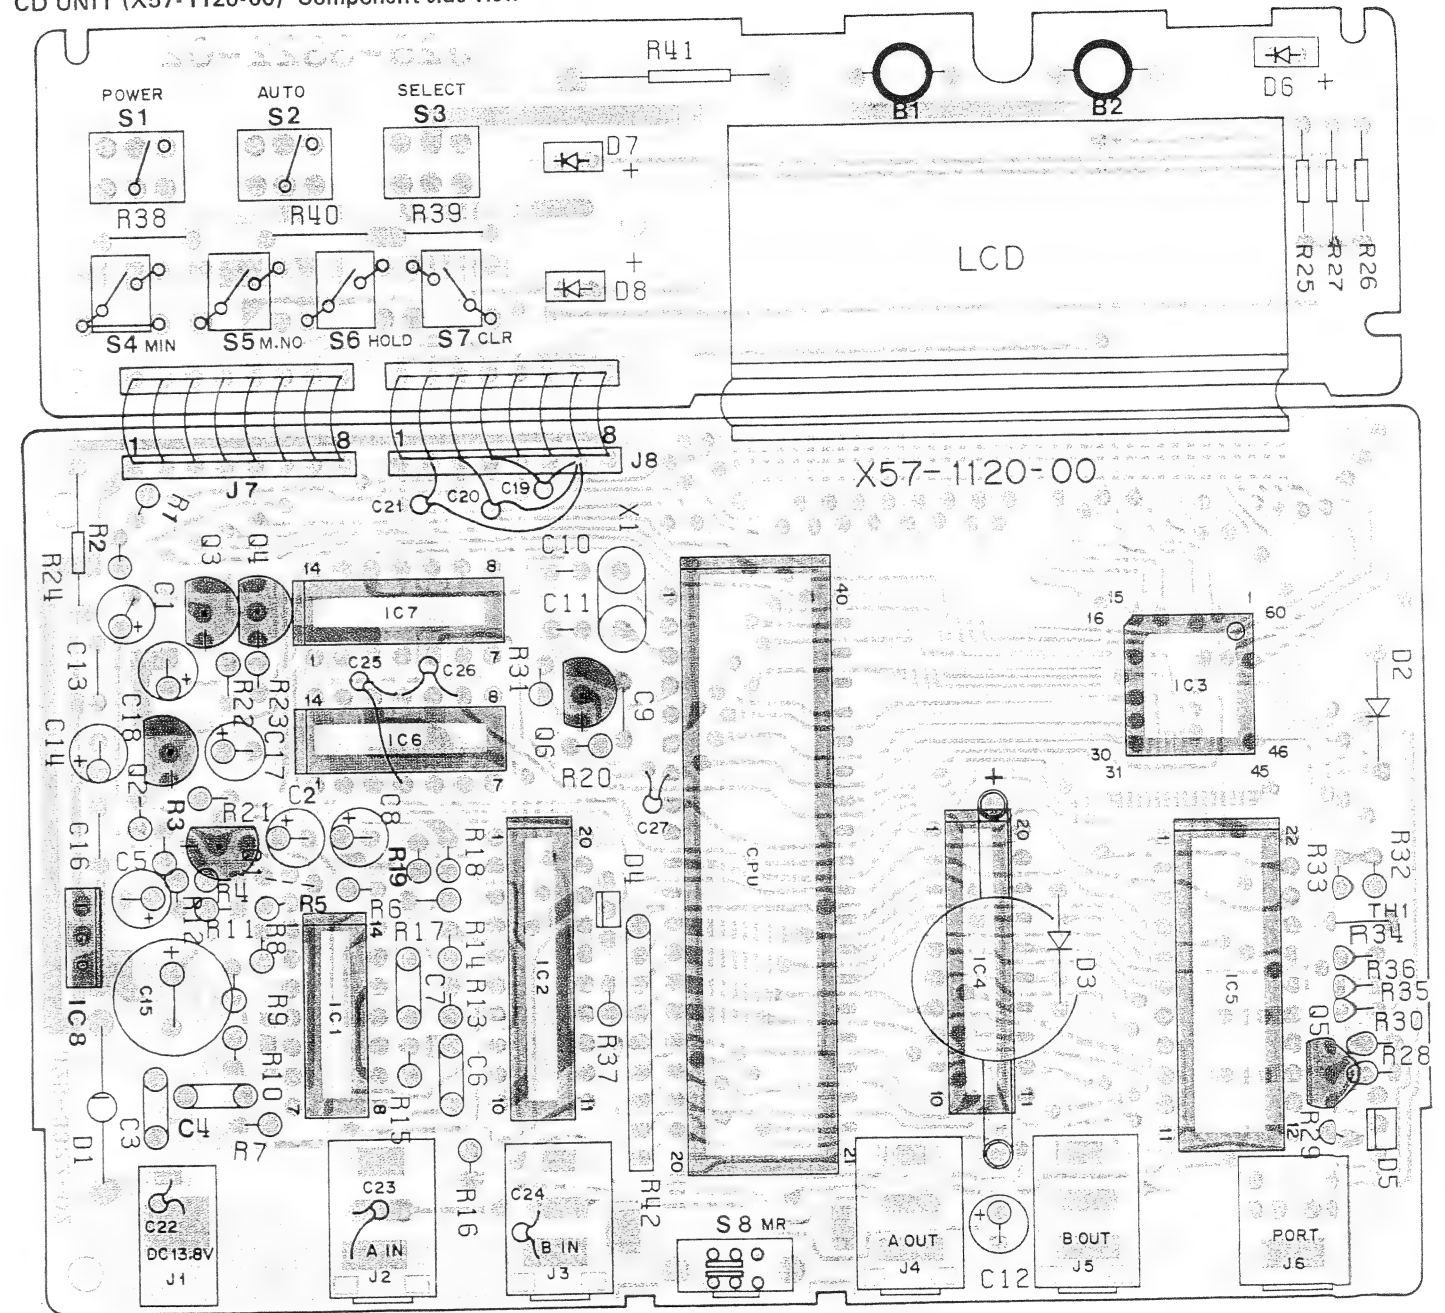 CD UNIT (X57-1120-00) Component side view
R41
B1
B2
D6 +
POWER
S1
AUTO
S2
SELECT
S3
D7
+
R38
R40
R39
LCD
R25
R27
R26
+
D8
S4 MIN
S5 M.NO
S6 HOLD
S7 CLR
1 8
J7
1 8
J8
X57-1120-00
C21
C20
C19
R1
R2
R24
Q3
Q4
C1
C10
C11
X1
14 8
IC7
1 7
C25
C26
R31
C9
Q6
R20
C27
C13
C14
C18
Q2
R22
R23
C17
14 8
IC6
1 7
1 40
CPU
20 21
15 1
16 60
IC3
30 46
31 45
D2
C16
C5
R3
R21
C2
C8
R19
R18
R4
R5
R6
R12
R11
R8
R17
R14
R13
C7
C6
14
IC1
7 8
1 20
IC2
10 11
D4
R37
R42
+
1 20
IC4
10 11
D3
1 22
IC5
11 12
R33
R32
TH1
R34
R36
R35
R30
R28
Q5
R29
D5
IC8
C15
R9
R10
R7
C3
C4
D1
R15
R16
C22
DC13.8V
J1
C23
A IN
J2
C24
B IN
J3
S8 MR
A OUT
J4
C12
B OUT
J5
PORT
J6